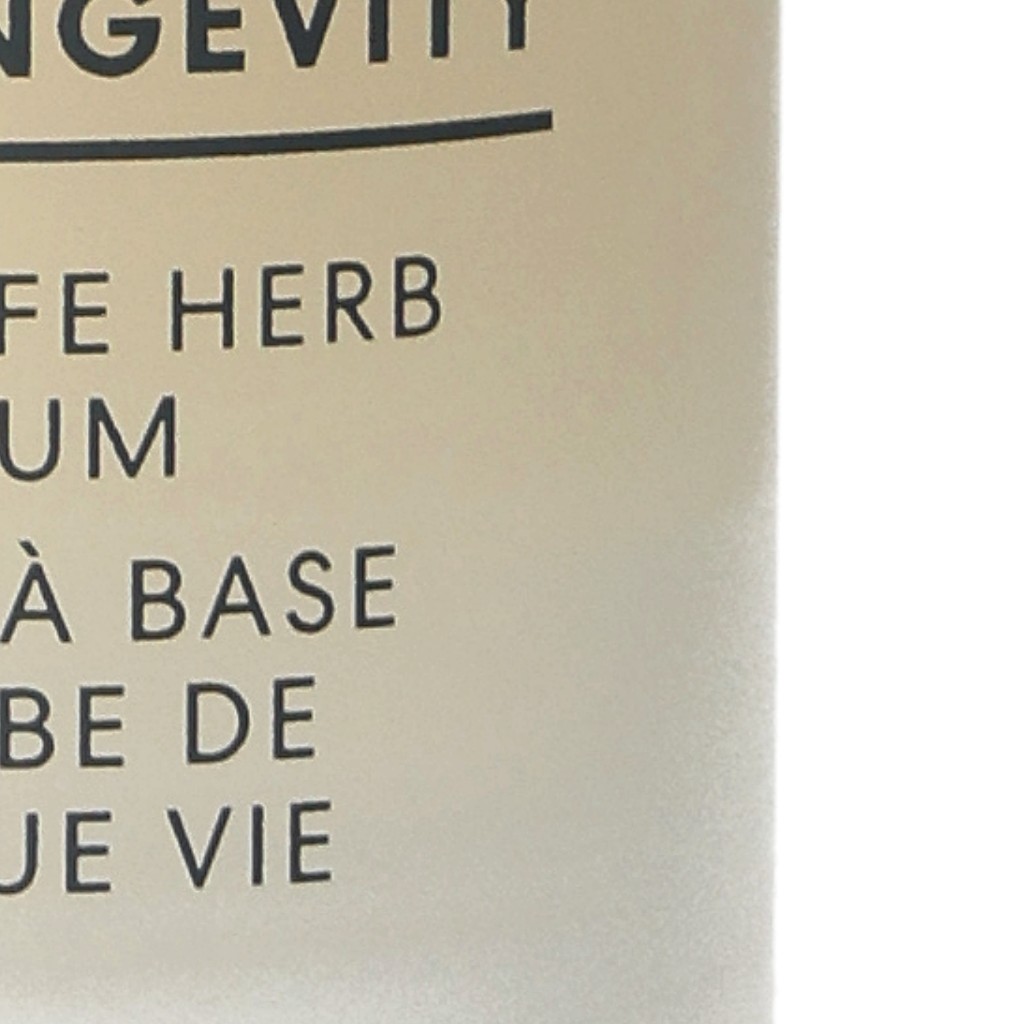 NGEVITY
FE HERB
UM
À BASE
BE DE
UE VIE